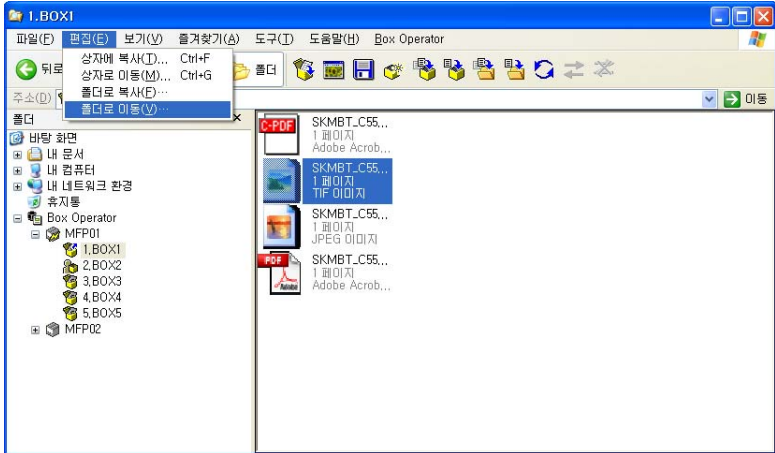 1.BOX1
파일(F) 편집(E) 보기(V) 즐겨찾기(A) 도구(T) 도움말(H) Box Operator
상자에 복사(T)... Ctrl+F
상자로 이동(M)... Ctrl+G
폴더로 복사(F)...
폴더로 이동(V)...
뒤로 폴더
주소(D) 이동
폴더 ×
바탕 화면
내 문서
내 컴퓨터
내 네트워크 환경
휴지통
Box Operator
MFP01
1,BOX1
2,BOX2
3,BOX3
4,BOX4
5,BOX5
MFP02
C-PDF
SKMBT_C55...
1 페이지
Adobe Acrob...
SKMBT_C55...
1 페이지
TIF 이미지
SKMBT_C55...
1 페이지
JPEG 이미지
PDF
Adobe
SKMBT_C55...
1 페이지
Adobe Acrob...